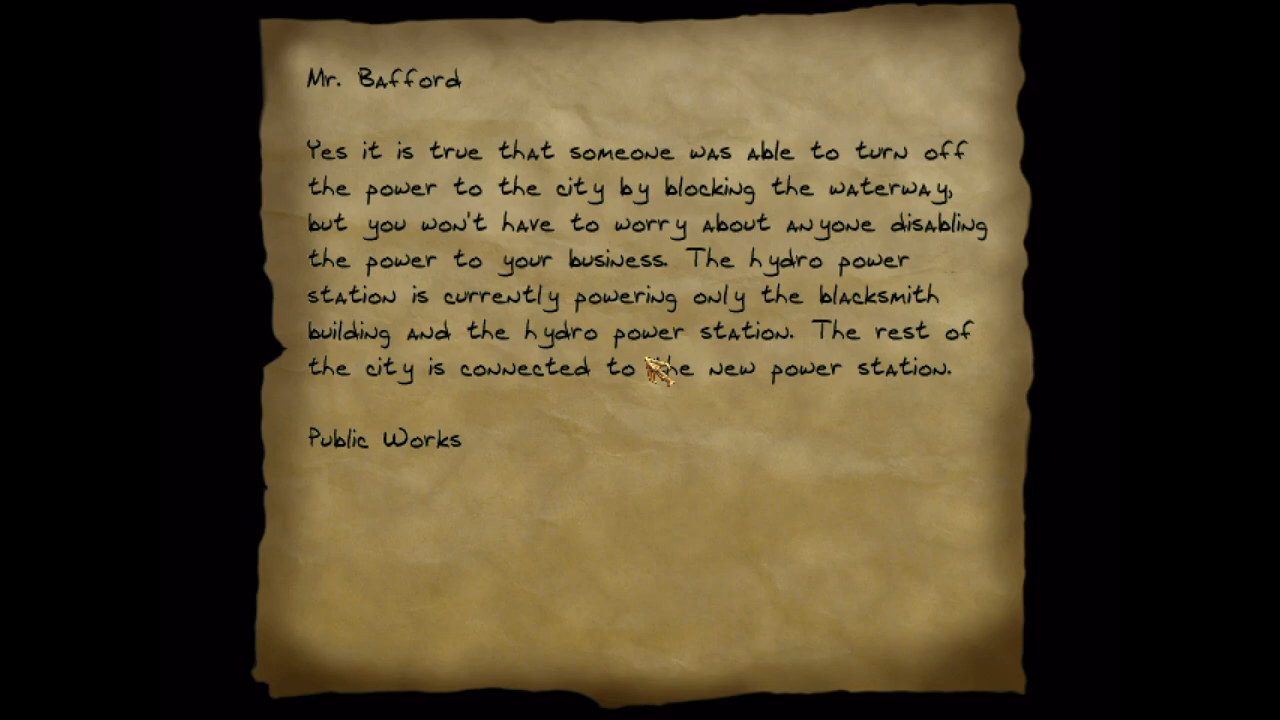 Mr. Bafford
Yes it is true that someone was able to turn off
the power to the city by blocking the waterway,
but you won't have to worry about anyone disabling
the power to your business. The hydro power
station is currently powering only the blacksmith
building and the hydro power station. The rest of
the city is connected to the new power station.
Public Works